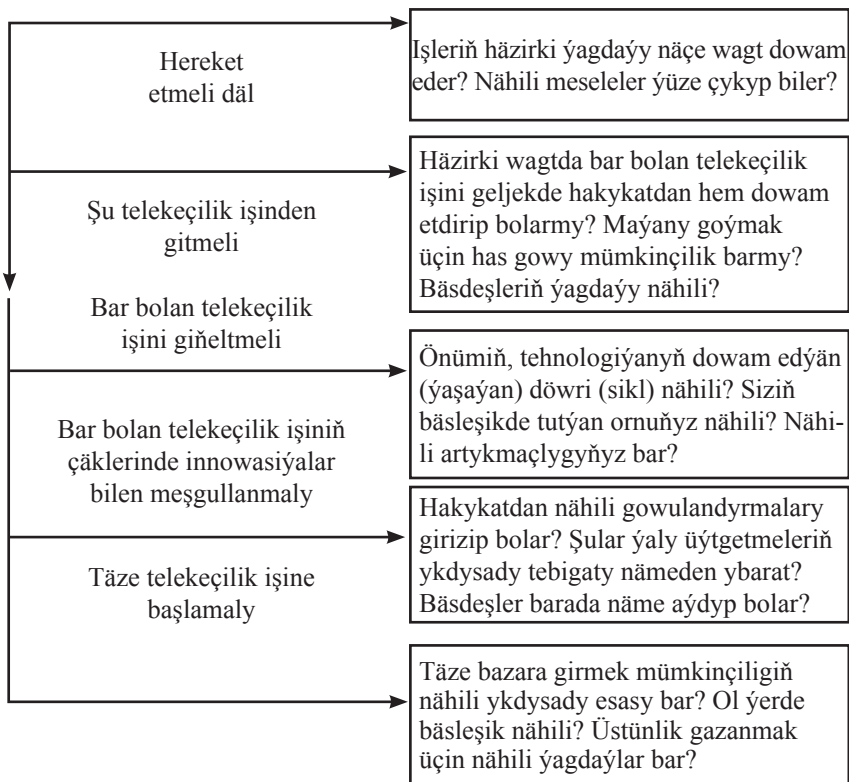 Hereket
etmeli däl
Işleriň häzirki ýagdaýy näçe wagt dowam
eder? Nähili meseleler ýüze çykyp biler?
Şu telekeçilik işinden
gitmeli
Häzirki wagtda bar bolan telekeçilik
işini geljekde hakykatdan hem dowam
etdirip bolarmy? Maýany goýmak
üçin has gowy mümkinçilik barmy?
Bäsdeşleriň ýagdaýy nähili?
Bar bolan telekeçilik
işini giňeltmeli
Önümiň, tehnologiýanyň dowam edýän
(ýaşaýan) döwri (sikl) nähili? Siziň
bäsleşikde tutýan ornuňyz nähili? Nähi-
li artykmaçlygyňyz bar?
Bar bolan telekeçilik işiniň
çäklerinde innowasiýalar
bilen meşgullanmaly
Hakykatdan nähili gowulandyrmalary
girizip bolar? Şular ýaly üýtgetmeleriň
ykdysady tebigaty nämeden ybarat?
Bäsdeşler barada näme aýdyp bolar?
Täze telekeçilik işine
başlamaly
Täze bazara girmek mümkinçiligiň
nähili ykdysady esasy bar? Ol ýerde
bäsleşik nähili? Üstünlik gazanmak
üçin nähili ýagdaýlar bar?